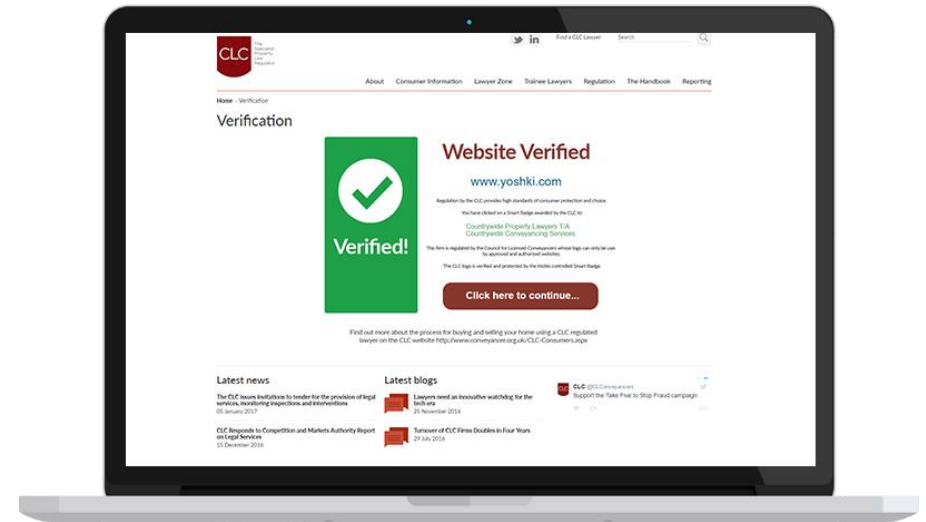 CLC
The
Specialist
Property
Law
Regulator
in
Find a CLC Lawyer
Search
About
Consumer Information
Lawyer Zone
Trainee Lawyers
Regulation
The Handbook
Reporting
Home - Verification
Verification
Verified!
Website Verified
www.yoshki.com
Regulation by the CLC provides high standards of consumer protection and choice.
You have clicked on a Smart Badge awarded by the CLC to:
Countrywide Property Lawyers T/A
Countrywide Conveyancing Services
The firm is regulated by the Council for Licensed Conveyancers whose logo can only be use
by approved and authorised websites.
The CLC logo is verified and protected by the Yoshki controlled Smart Badge.
Click here to continue...
Find out more about the process for buying and selling your home using a CLC regulated
lawyer on the CLC website http://www.conveyancer.org.uk/CLC-Consumers.aspx
Latest news
The CLC issues invitations to tender for the provision of legal
services, monitoring inspections and interventions
05 January 2017
CLC Responds to Competition and Markets Authority Report
on Legal Services
15 December 2016
Latest blogs
Lawyers need an innovative watchdog for the
tech era
25 November 2016
Turnover of CLC Firms Doubles in Four Years
29 July 2016
CLC
CLC @CLConveyancers
Support the Take Five to Stop Fraud campaign